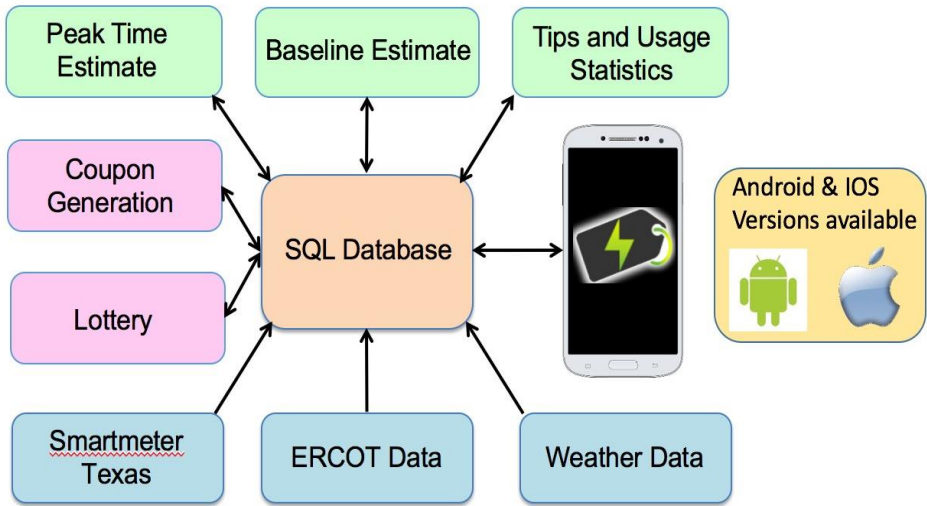 Peak Time
Estimate
Baseline Estimate
Tips and Usage
Statistics
Coupon
Generation
SQL Database
Android & IOS
Versions available
Lottery
Smartmeter
Texas
ERCOT Data
Weather Data